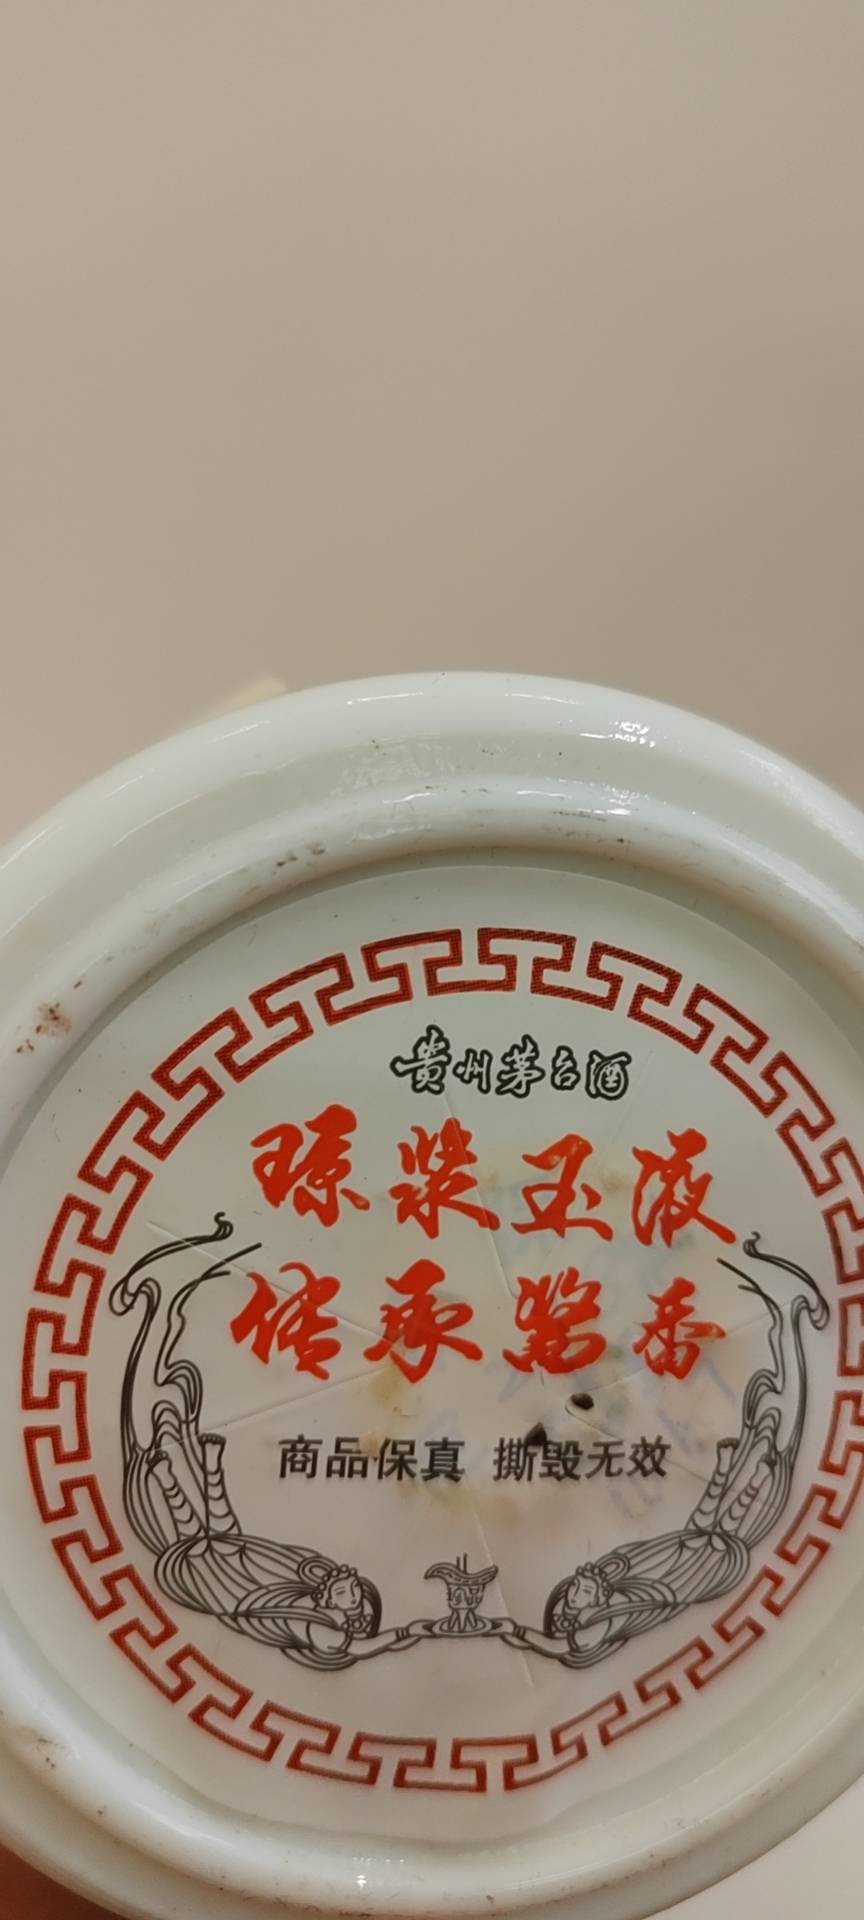 贵州茅台酒
琼浆玉液
传承酱香
商品保真 撕毁无效